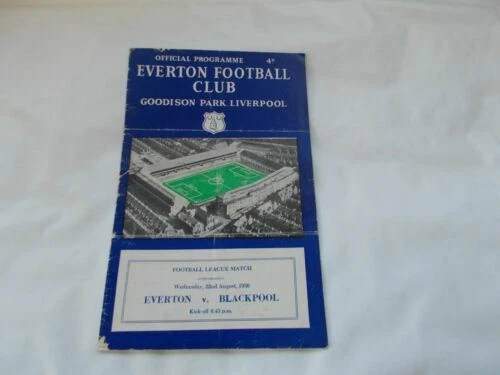 OFFICIAL PROGRAMME 4ᴰ
EVERTON FOOTBALL
CLUB
GOODISON PARK LIVERPOOL
FOOTBALL LEAGUE MATCH
Wednesday, 22nd August, 1956
EVERTON v. BLACKPOOL
Kick-off 6.45 p.m.